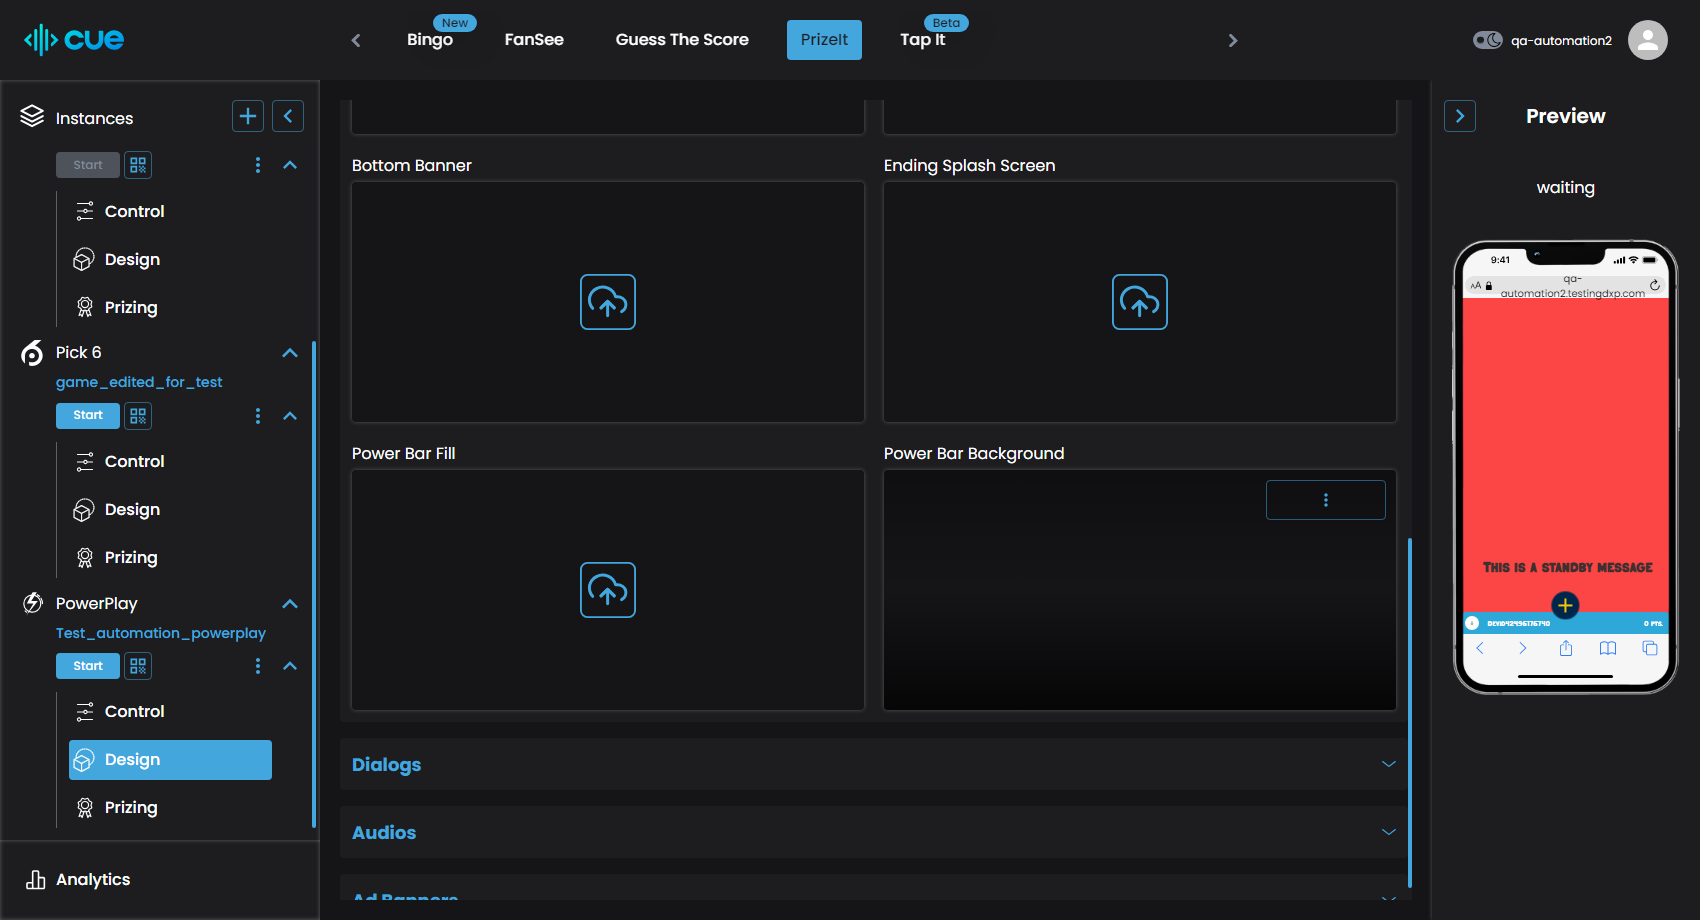 cue
Bingo
New
FanSee
Guess The Score
PrizeIt
Tap It
Beta
qa-automation2
Instances
Start
Control
Design
Prizing
Pick 6
game_edited_for_test
Start
Control
Design
Prizing
PowerPlay
Test_automation_powerplay
Start
Control
Design
Prizing
Analytics
Bottom Banner
Ending Splash Screen
Power Bar Fill
Power Bar Background
Dialogs
Audios
Ad Banners
Preview
waiting
9:41
AA
qa-
automation2.testingdxp.com
This is a standby message
0 PTS.